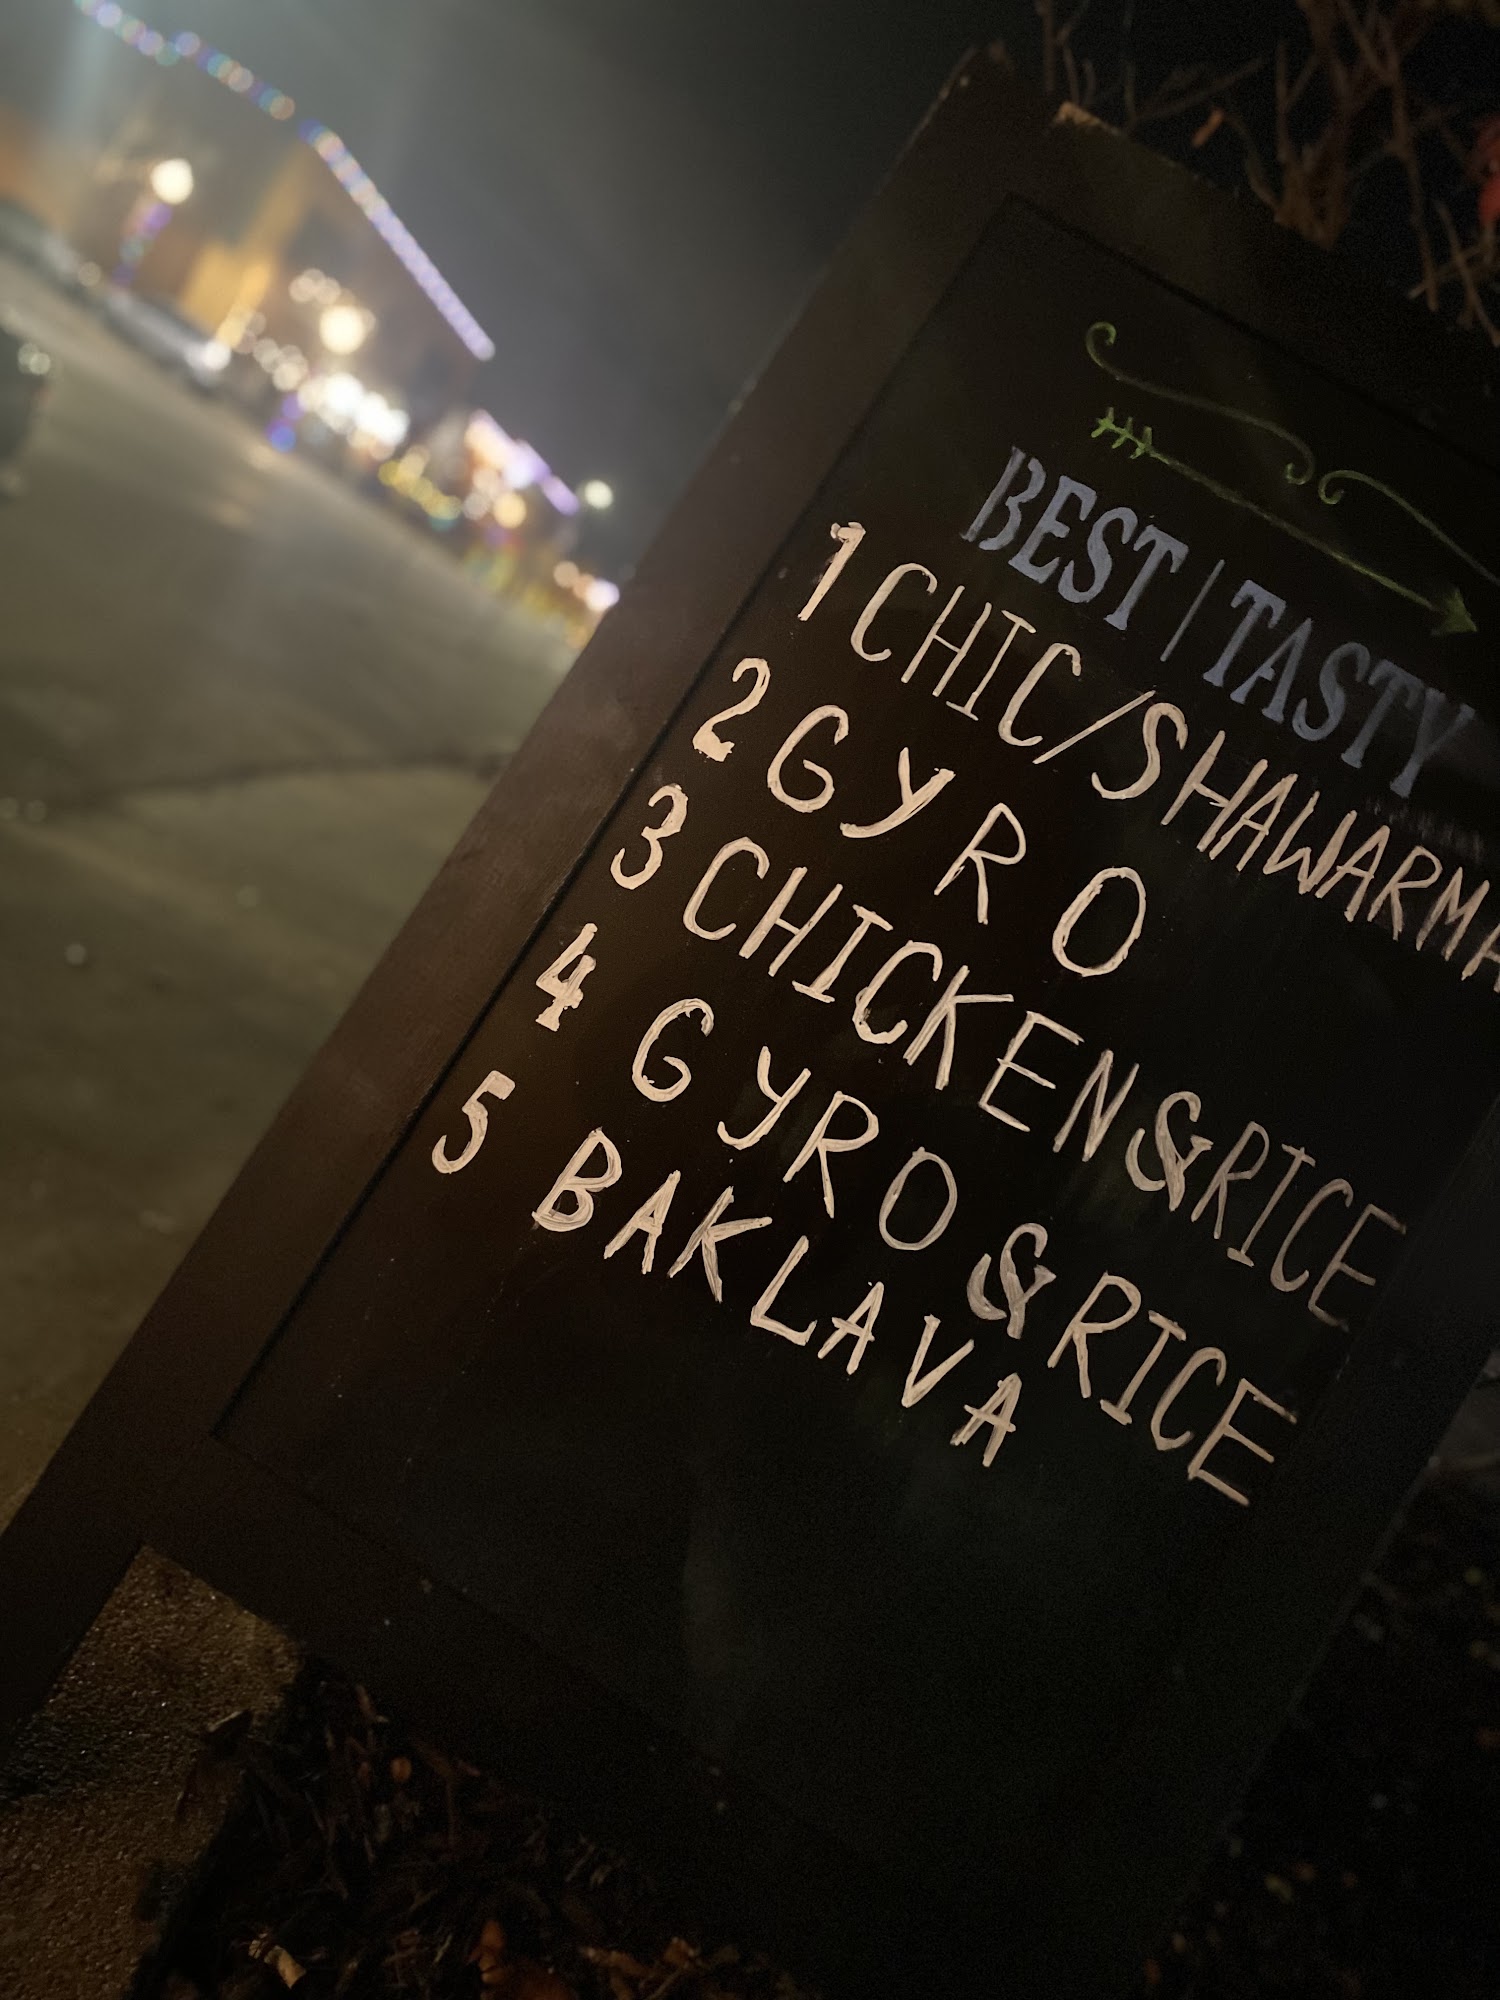 BEST | TASTY
1 CHIC/SHAWARMA
2 GYRO
3 CHICKEN & RICE
4 GYRO & RICE
5 BAKLAVA